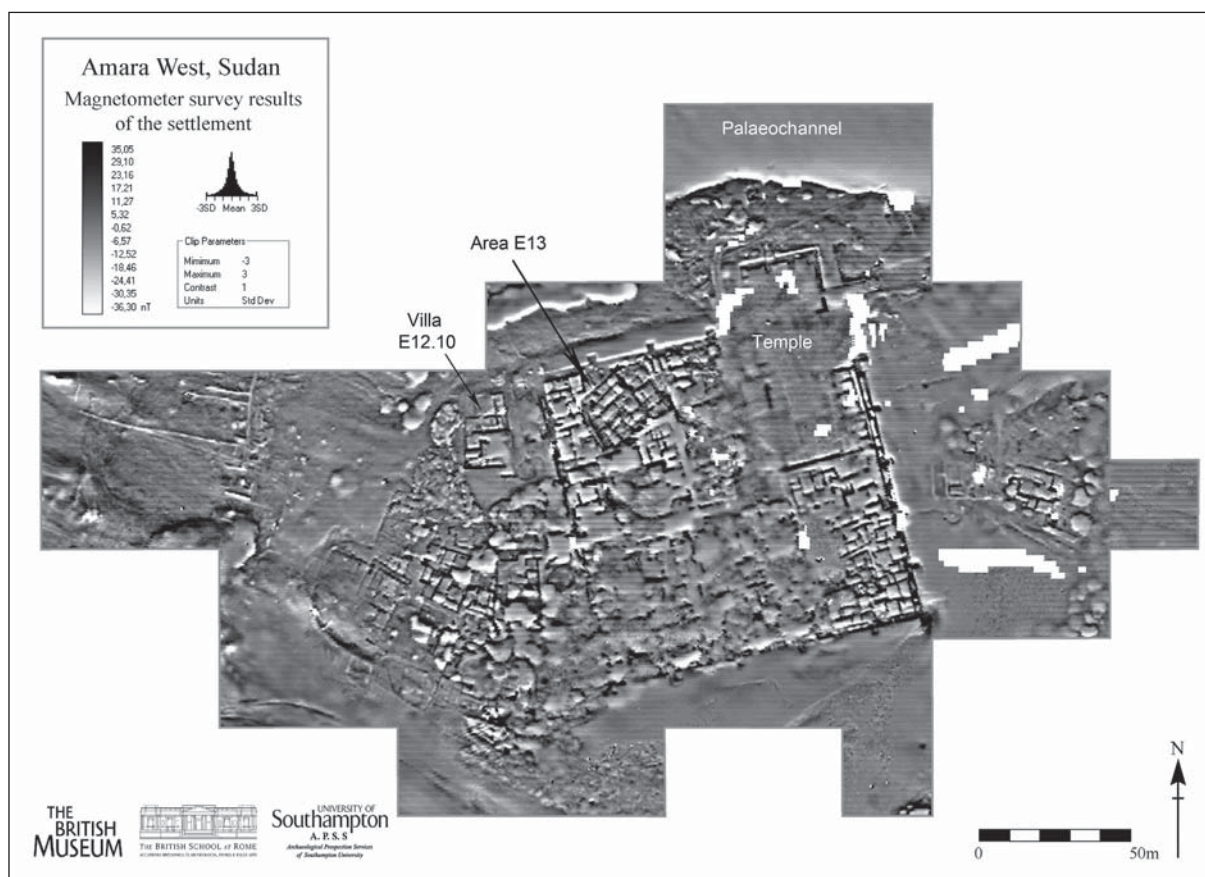 Amara West, Sudan
Magnetometer survey results
of the settlement
35,05
29,10
23,16
17,21
11,27
5,32
-0,62
-6,57
-12,52
-18,46
-24,41
-30,35
-36,30 nT
-3SD Mean 3SD
Clip Parameters
Minimum -3
Maximum 3
Contrast 1
Units Std Dev
Palaeochannel
Area E13
Villa
E12.10
Temple
N
0 50m
THE
BRITISH
MUSEUM
THE BRITISH SCHOOL AT ROME
UNIVERSITY OF
Southampton
A.P.S.S
Archaeological Prospection Services
of Southampton University